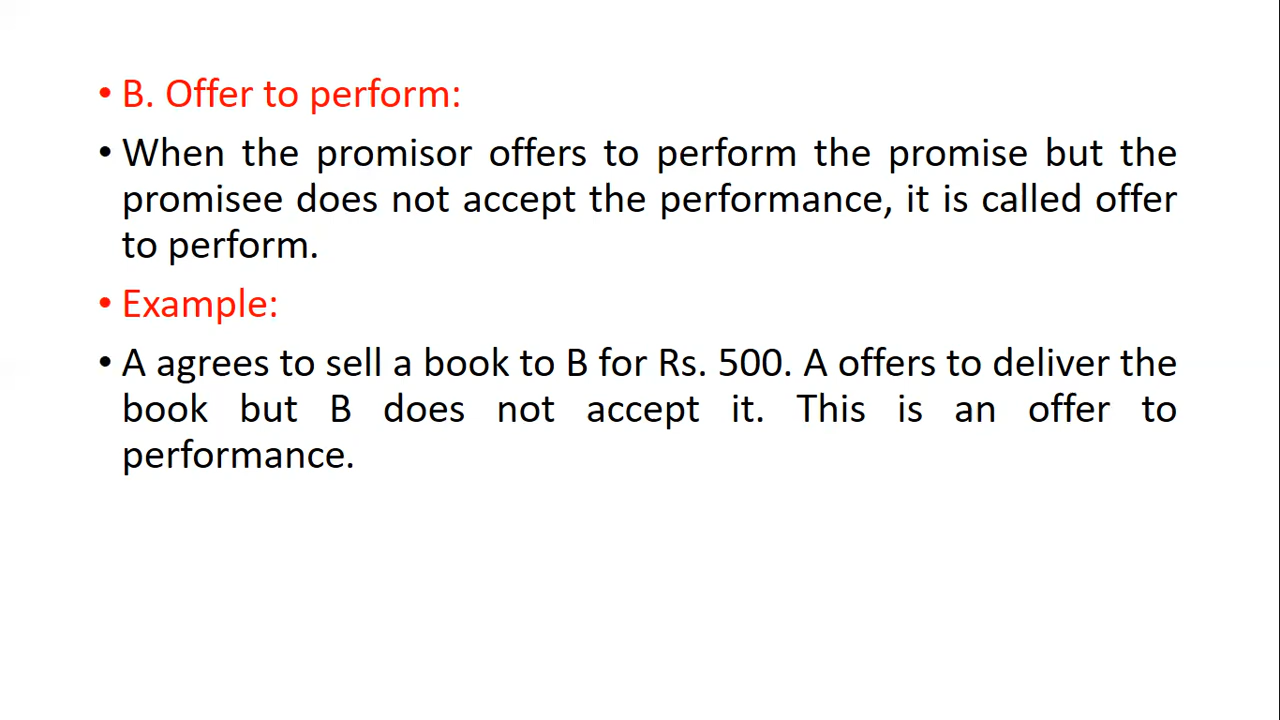 • B. Offer to perform:
• When the promisor offers to perform the promise but the
promisee does not accept the performance, it is called offer
to perform.
• Example:
• A agrees to sell a book to B for Rs. 500. A offers to deliver the
book but B does not accept it. This is an offer to
performance.